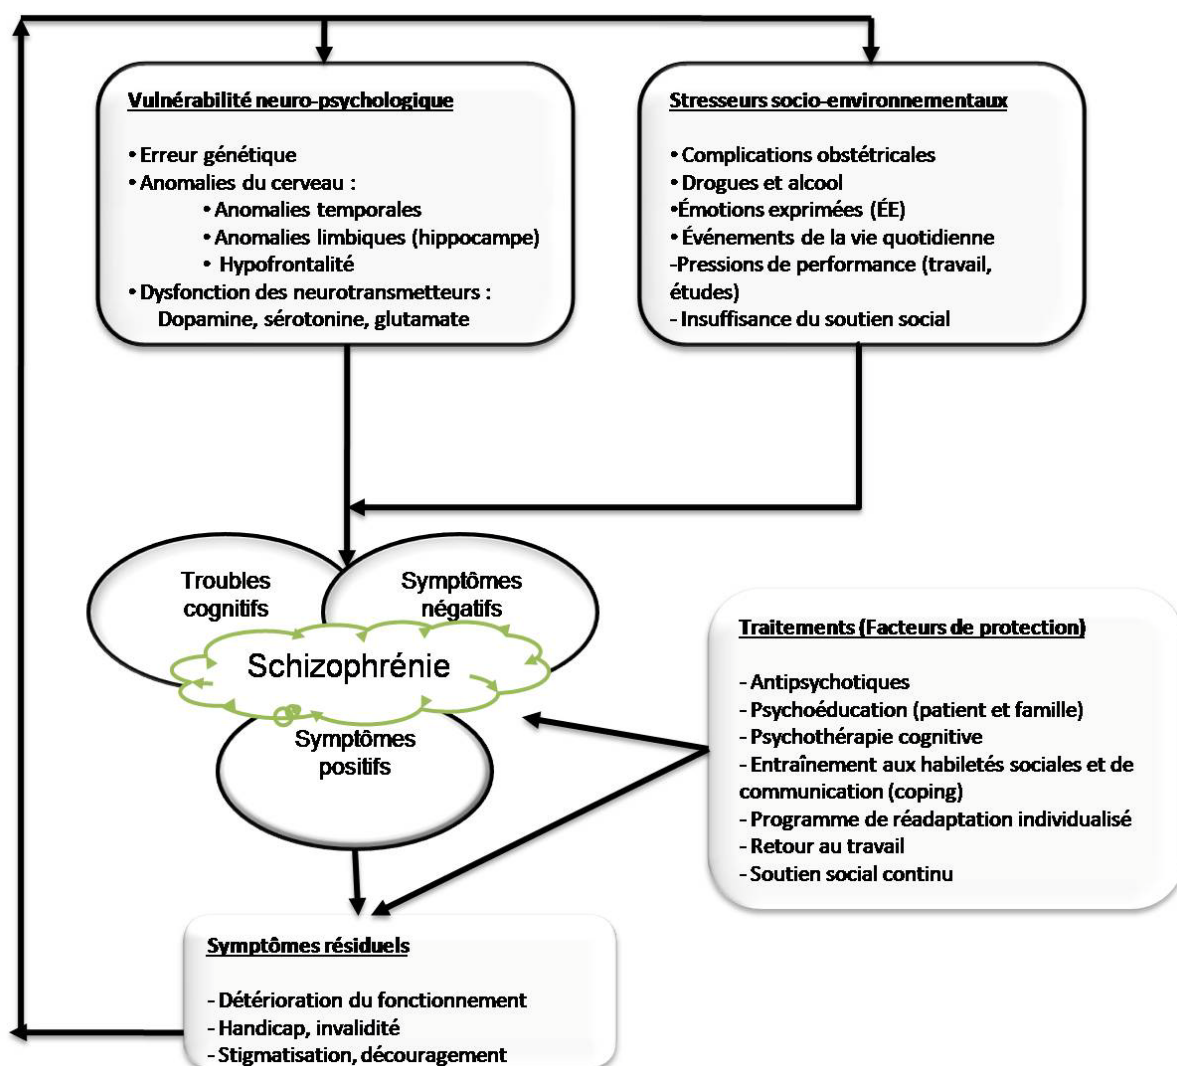 Vulnérabilité neuro-psychologique
• Erreur génétique
• Anomalies du cerveau :
• Anomalies temporales
• Anomalies limbiques (hippocampe)
• Hypofrontalité
• Dysfonction des neurotransmetteurs :
Dopamine, sérotonine, glutamate
Stresseurs socio-environnementaux
• Complications obstétricales
• Drogues et alcool
•Émotions exprimées (ÉE)
• Événements de la vie quotidienne
-Pressions de performance (travail,
études)
- Insuffisance du soutien social
Troubles
cognitifs
Symptômes
négatifs
Schizophrénie
Symptômes
positifs
Traitements (Facteurs de protection)
- Antipsychotiques
- Psychoéducation (patient et famille)
- Psychothérapie cognitive
- Entraînement aux habiletés sociales et de
communication (coping)
- Programme de réadaptation individualisé
- Retour au travail
- Soutien social continu
Symptômes résiduels
- Détérioration du fonctionnement
- Handicap, invalidité
- Stigmatisation, découragement